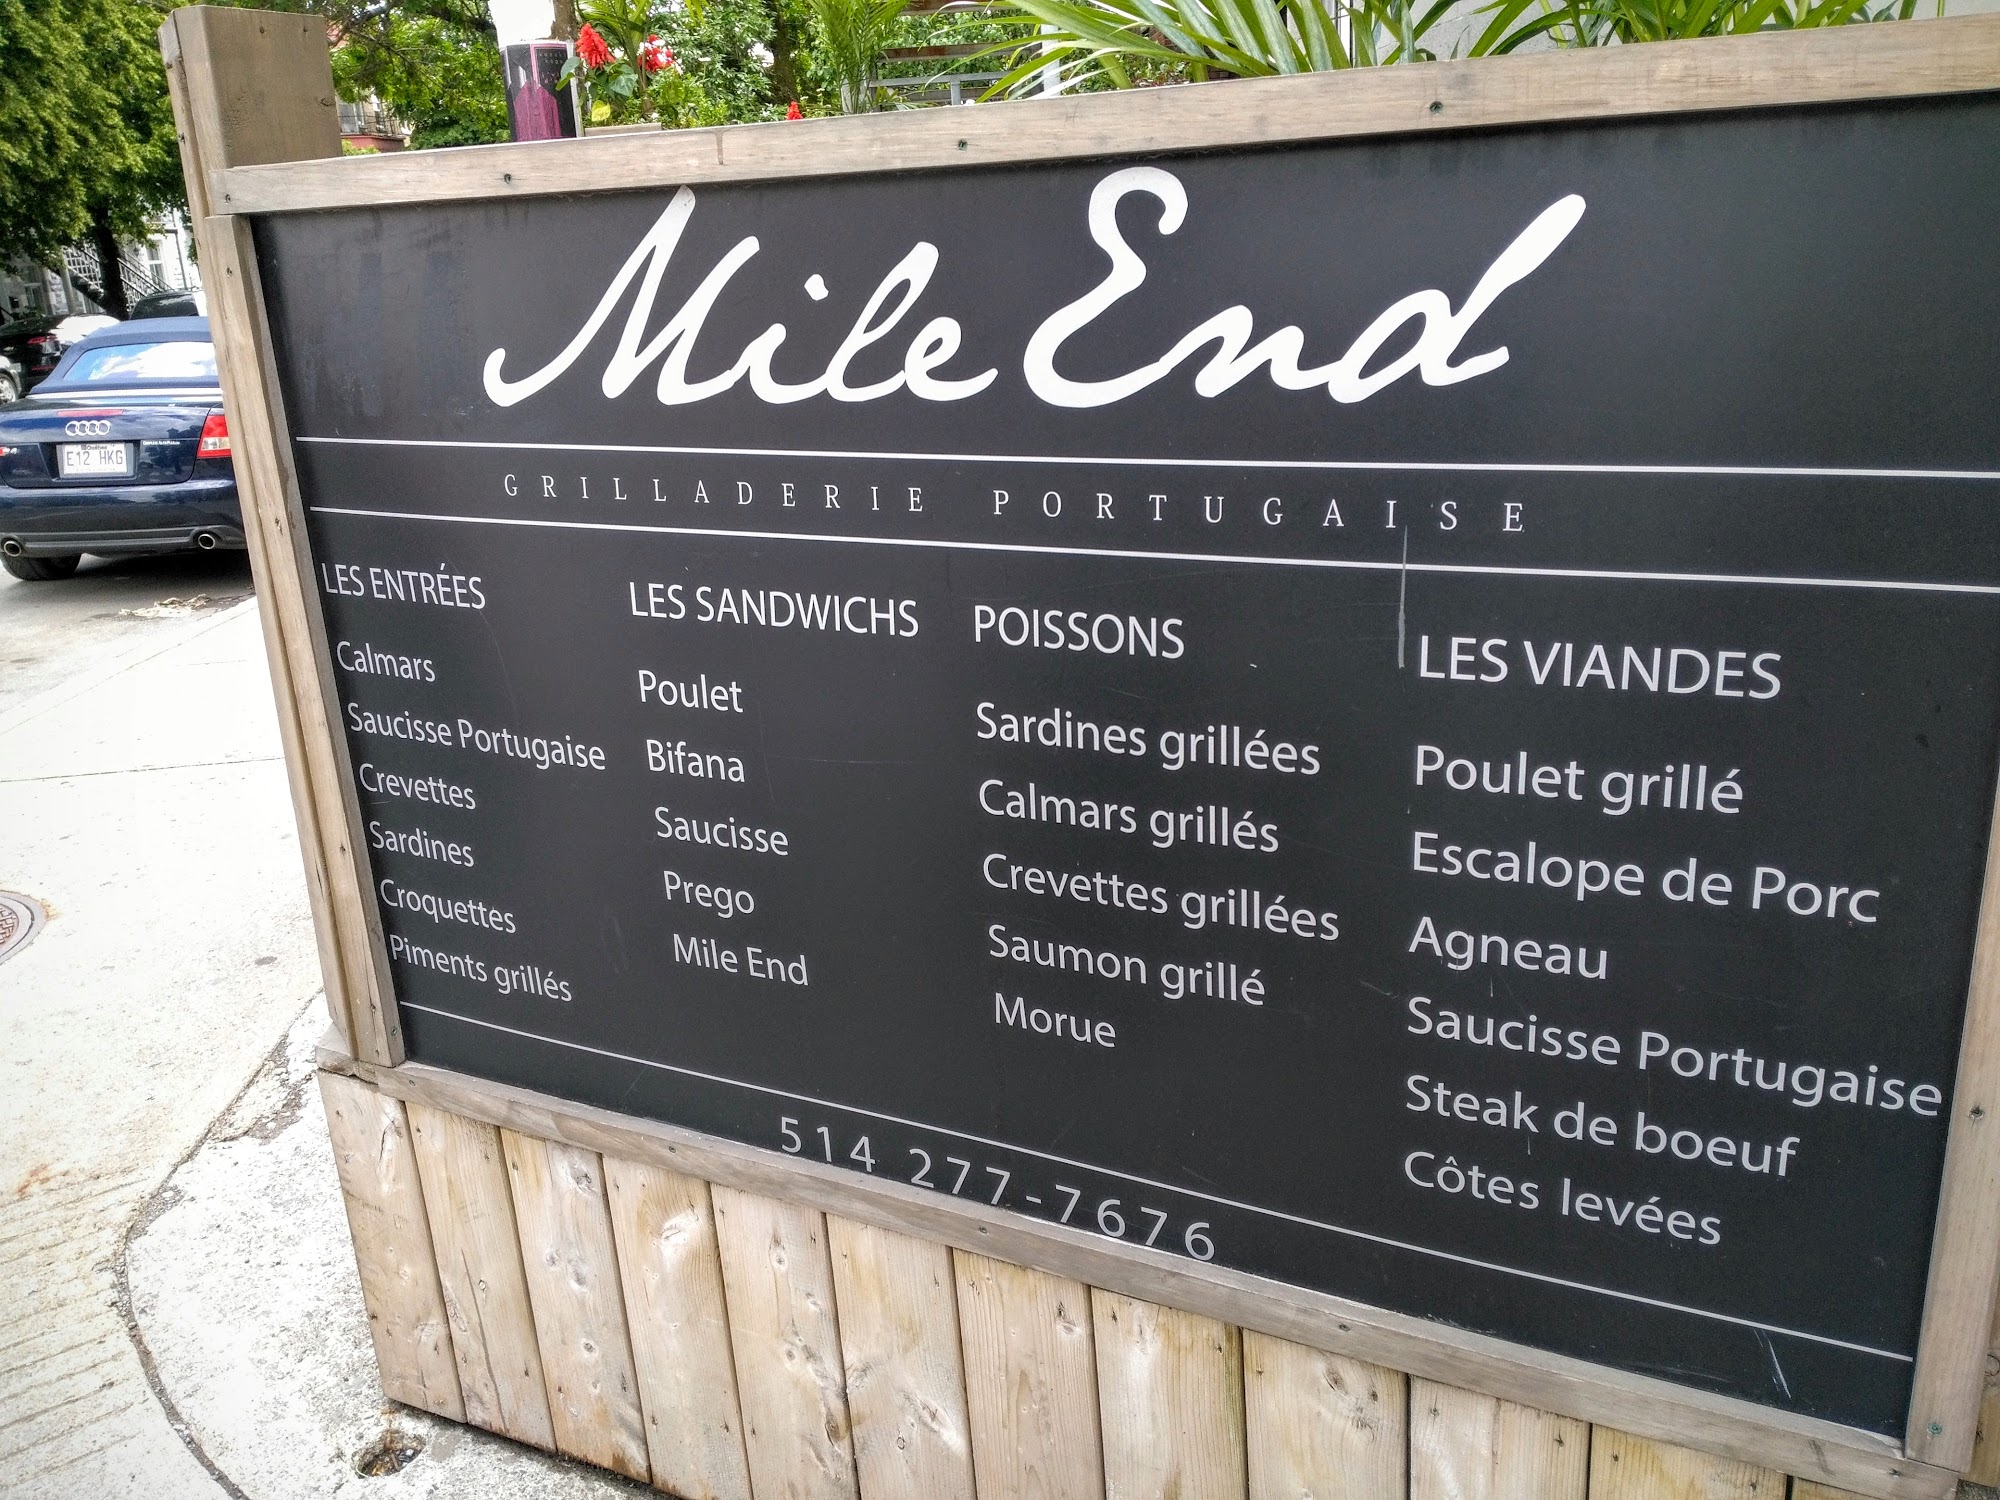 Mile End
GRILLADERIE PORTUGAISE
LES ENTRÉES
Calmars
Saucisse Portugaise
Crevettes
Sardines
Croquettes
Piments grillés
LES SANDWICHS
Poulet
Bifana
Saucisse
Prego
Mile End
POISSONS
Sardines grillées
Calmars grillés
Crevettes grillées
Saumon grillé
Morue
LES VIANDES
Poulet grillé
Escalope de Porc
Agneau
Saucisse Portugaise
Steak de boeuf
Côtes levées
514 277-7676
Québec
E12 HKG